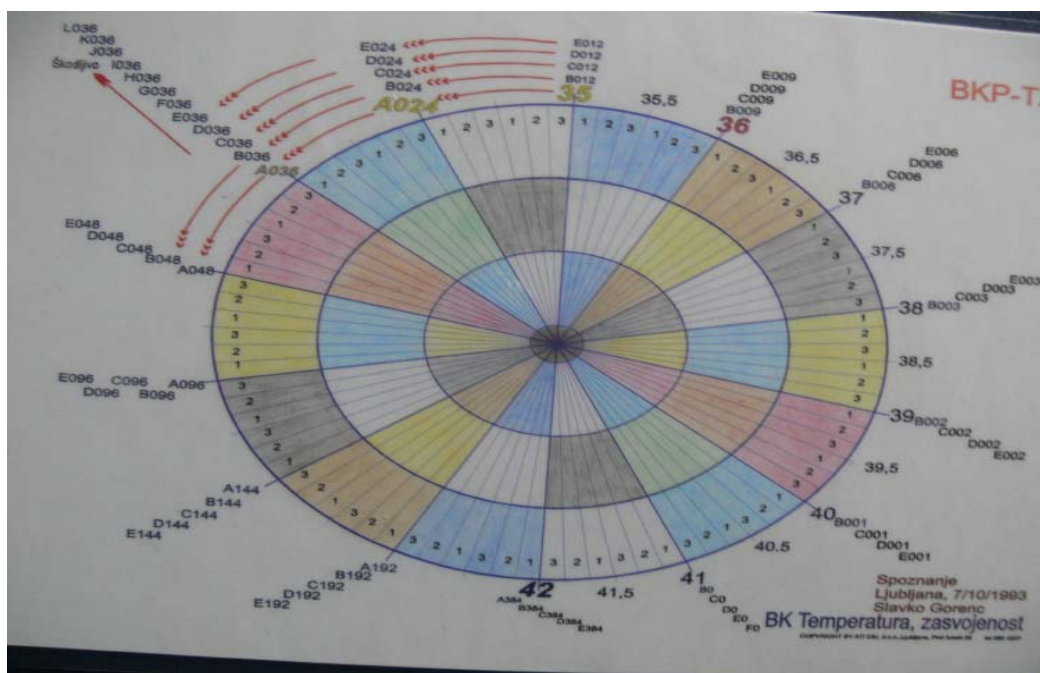 L036
K036
J036
Škodljivo I036
H036
G036
F036
E036
D036
C036
B036
A036
E024
D024
C024
B024
A024
E012
D012
C012
B012
35
35,5
E009
D009
C009
B009
36
BKP-T
36,5
E006
D006
C006
B006
37
37,5
E003
D003
C003
B003
38
38,5
39
B002
C002
D002
E002
39,5
40
B001
C001
D001
E001
40.5
41
B0
C0
D0
E0
F0
41,5
42
A384
B384
C384
D384
E384
A192
B192
C192
D192
E192
A144
B144
C144
D144
E144
A096
B096
C096
D096
E096
A048
B048
C048
D048
E048
Spoznanje
Ljubljana, 7/10/1993
Slavko Gorenc
BK Temperatura, zasvojenost